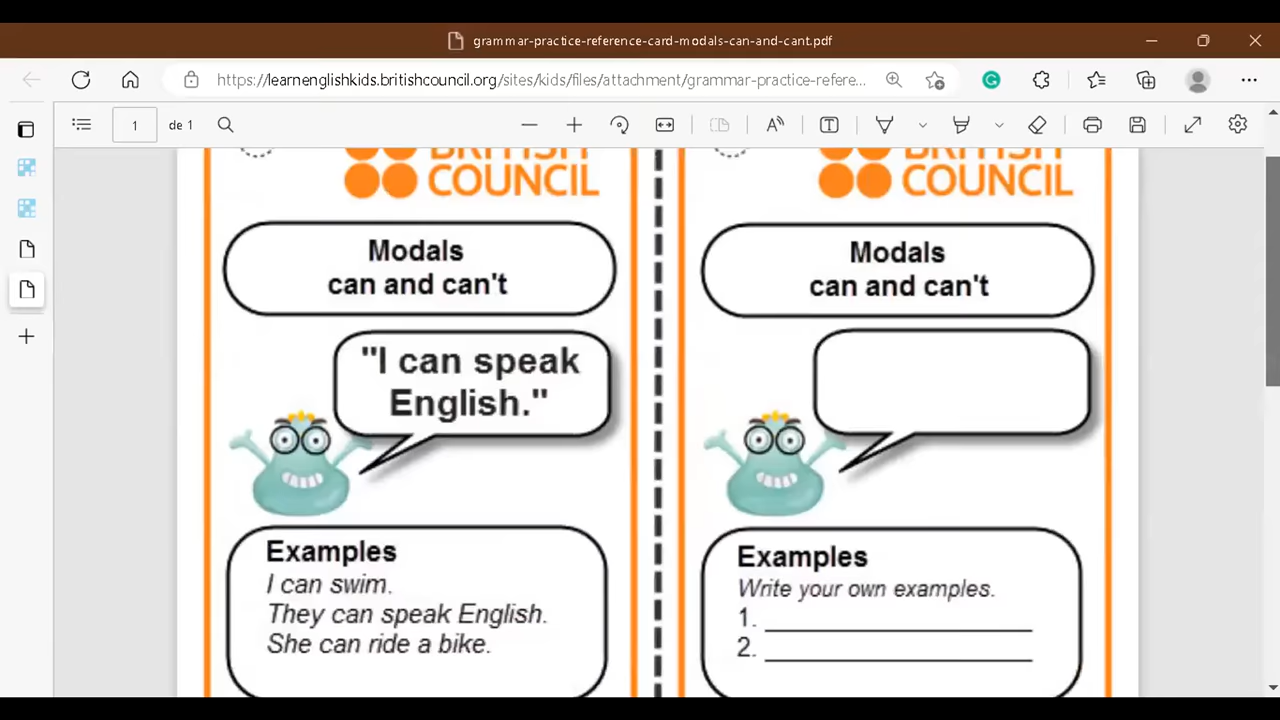 grammar-practice-reference-card-modals-can-and-cant.pdf
https://learnenglishkids.britishcouncil.org/sites/kids/files/attachment/grammar-practice-refere...
1 de 1
BRITISH
COUNCIL
Modals
can and can't
"I can speak
English."
Examples
I can swim.
They can speak English.
She can ride a bike.
BRITISH
COUNCIL
Modals
can and can't
Examples
Write your own examples.
1.
2.